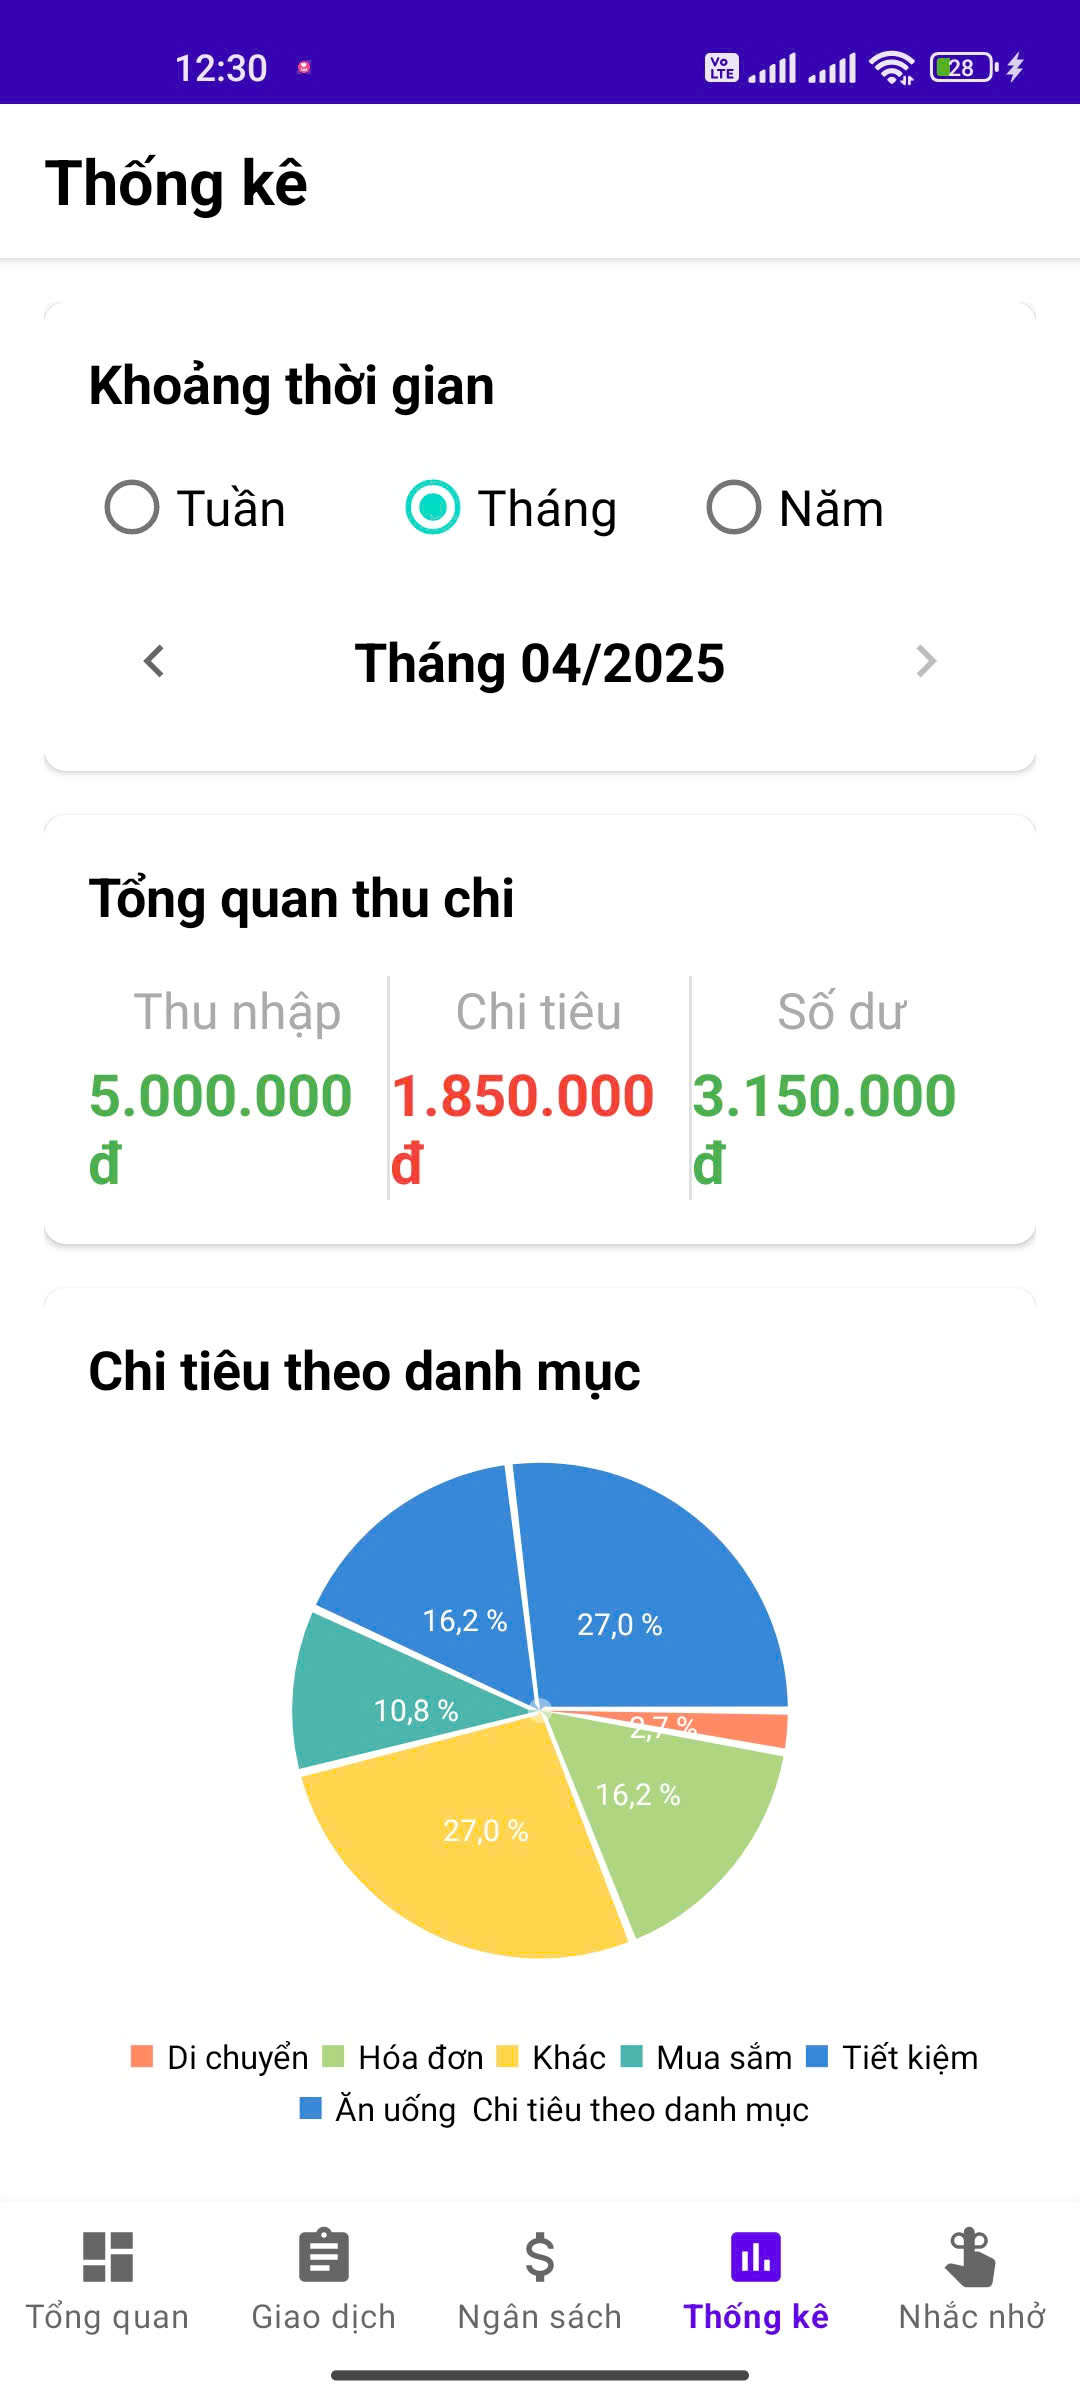 12:30 Vo LTE 28
Thống kê
Khoảng thời gian
Tuần Tháng Năm
Tháng 04/2025
Tổng quan thu chi
Thu nhập Chi tiêu Số dư
5.000.000 đ 1.850.000 đ 3.150.000 đ
Chi tiêu theo danh mục
16,2 % 27,0 %
10,8 % 2,7 %
16,2 %
27,0 %
Di chuyển Hóa đơn Khác Mua sắm Tiết kiệm
Ăn uống Chi tiêu theo danh mục
Tổng quan Giao dịch Ngân sách Thống kê Nhắc nhở